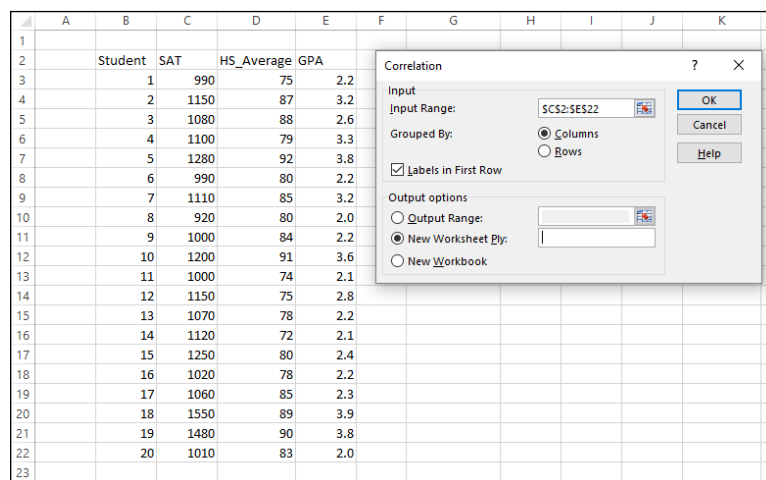 A B C D E F G H I J K
1
2 Student SAT HS_Average GPA
3 1 990 75 2.2
4 2 1150 87 3.2
5 3 1080 88 2.6
6 4 1100 79 3.3
7 5 1280 92 3.8
8 6 990 80 2.2
9 7 1110 85 3.2
10 8 920 80 2.0
11 9 1000 84 2.2
12 10 1200 91 3.6
13 11 1000 74 2.1
14 12 1150 75 2.8
15 13 1070 78 2.2
16 14 1120 72 2.1
17 15 1250 80 2.4
18 16 1020 78 2.2
19 17 1060 85 2.3
20 18 1550 89 3.9
21 19 1480 90 3.8
22 20 1010 83 2.0
23
Correlation ? ×
Input
Input Range: $C$2:$E$22 OK
Grouped By: Columns Cancel
Rows Help
Labels in First Row
Output options
Output Range:
New Worksheet Ply:
New Workbook